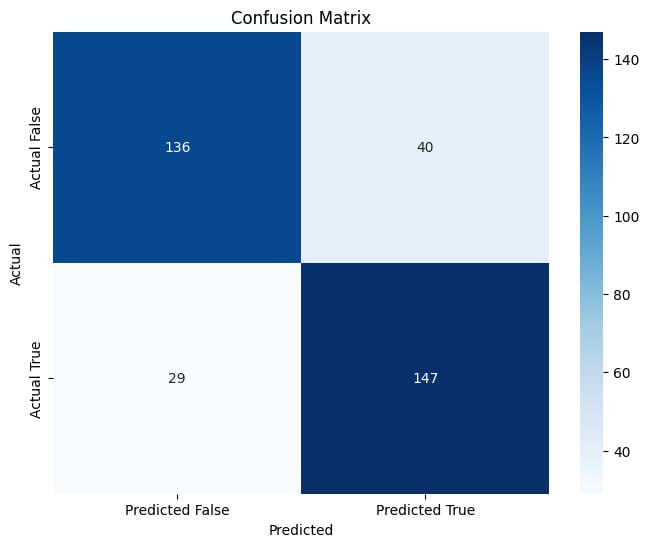 Confusion Matrix
Actual
Actual False
136
40
Actual True
29
147
Predicted False
Predicted True
Predicted
140
120
100
80
60
40